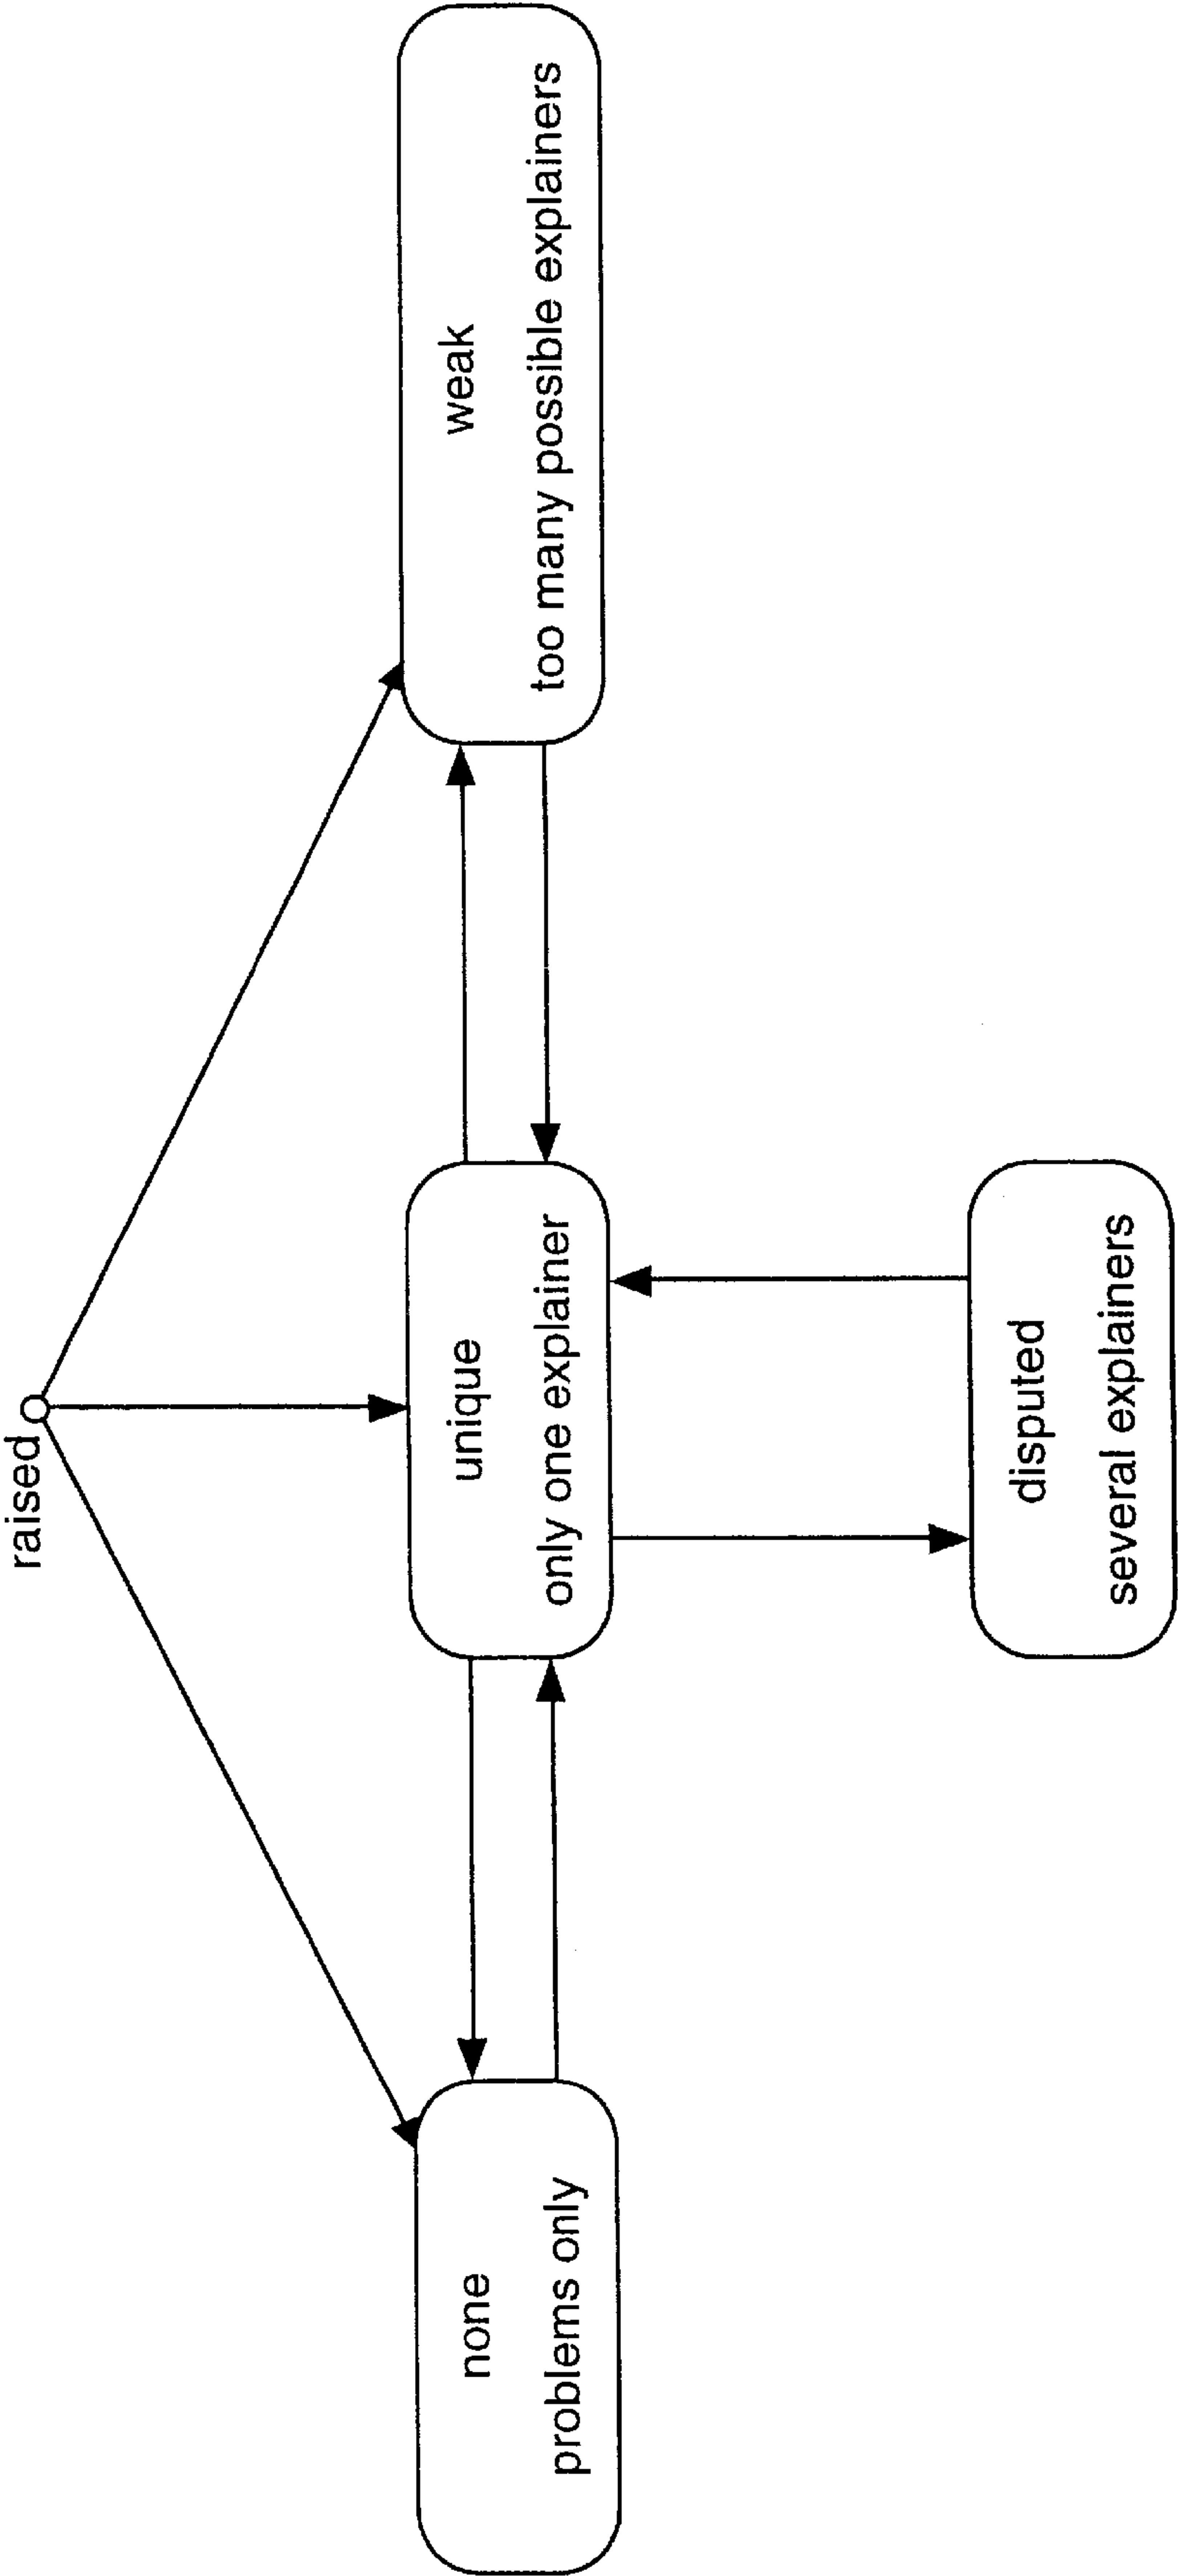 raised
none
problems only
unique
only one explainer
weak
too many possible explainers
disputed
several explainers